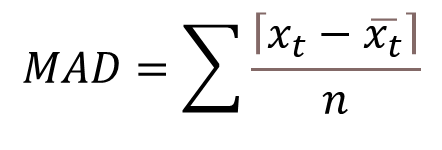 MAD = ∑ ⌈x_t − x̄_t⌉ / n